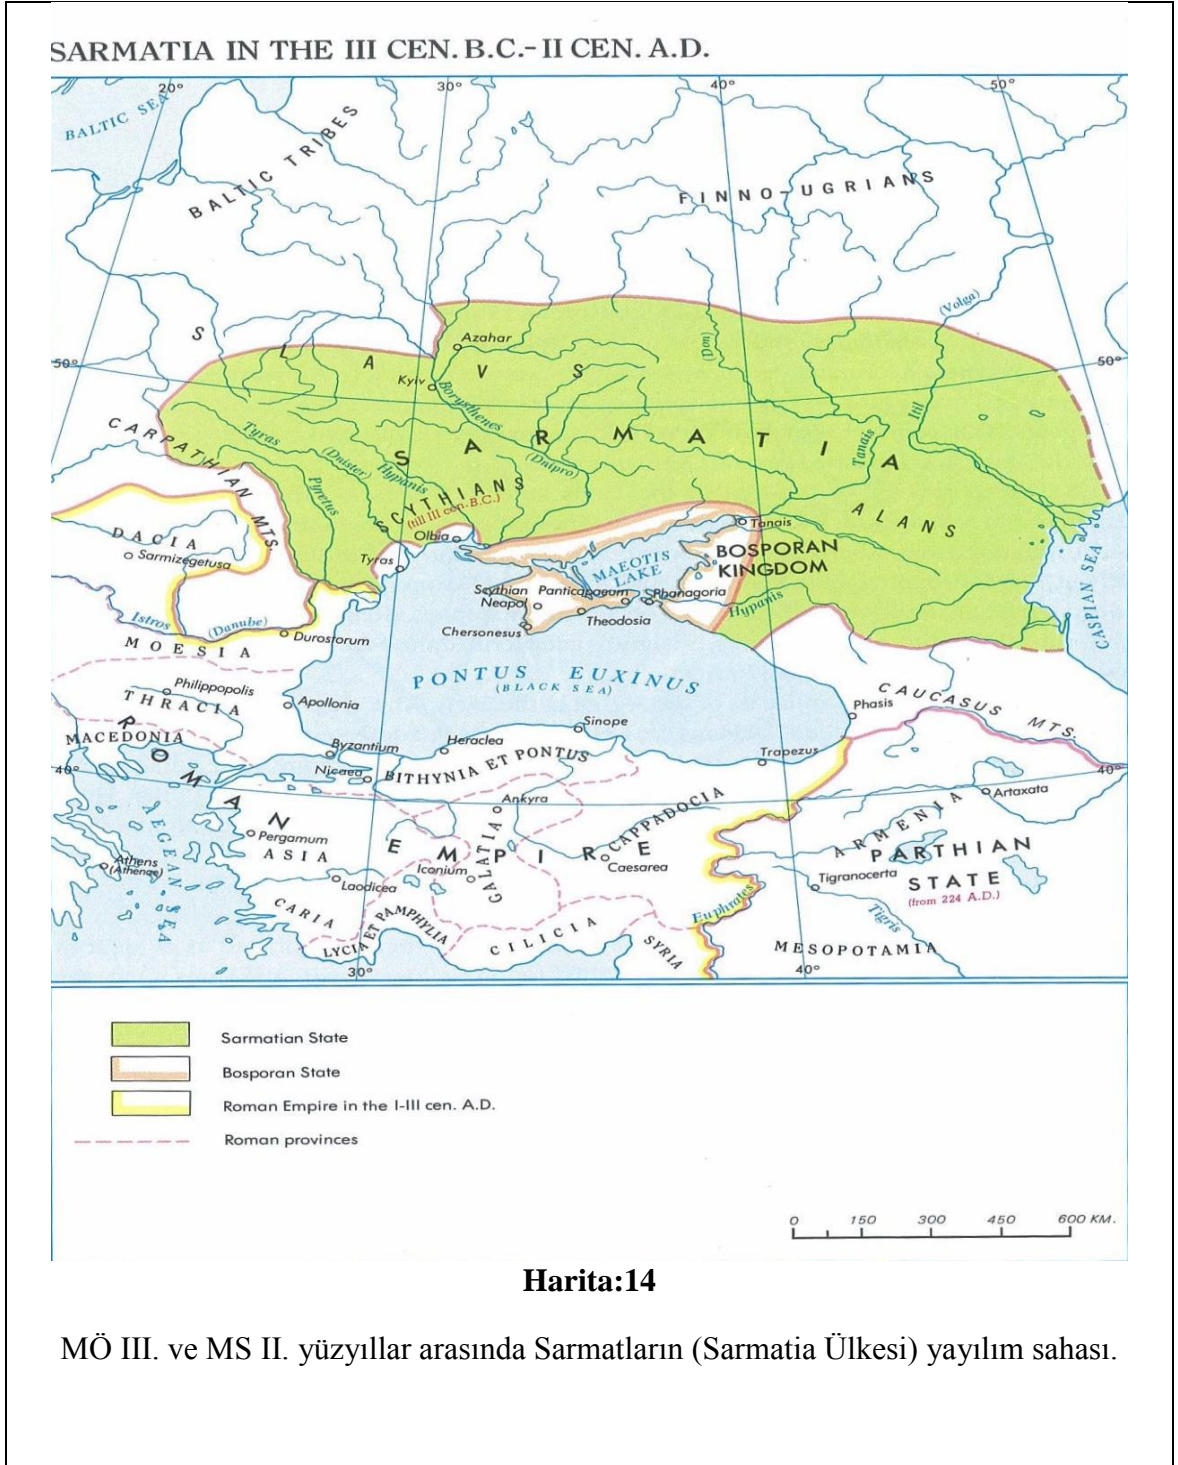 SARMATIA IN THE III CEN. B.C.- II CEN. A.D.
20°
30°
40°
50°
BALTIC SEA
BALTIC TRIBES
FINNO-UGRIANS
(Volga)
SLAVS
Azahar
(Don)
50°
50°
Kyiv
Borysthenes
(Dnipro)
Itil
Tanais
CARPATHIAN MTS.
Tyras
(Dnister)
Hypanis
Pyretus
SARMATIA
SCYTHIANS
(till III cen. B.C.)
ALANS
DACIA
Sarmizegetusa
Olbia
Tyras
Tanais
BOSPORAN
KINGDOM
MAEOTIS
LAKE
CASPIAN SEA
Scythian
Neapol
Panticapaeum
Phanagoria
Hypanis
Theodosia
Chersonesus
Istros
(Danube)
Durostorum
MOESIA
PONTUS EUXINUS
(BLACK SEA)
Philippopolis
THRACIA
Apollonia
CAUCASUS MTS.
Phasis
Sinope
MACEDONIA
Byzantium
Heraclea
Trapezus
Nicaea
BITHYNIA ET PONTUS
40°
40°
ROMAN EMPIRE
Ankyra
CAPPADOCIA
ARMENIA
Artaxata
AEGEAN SEA
Pergamum
ASIA
GALATIA
PARTHIAN
STATE
(from 224 A.D.)
Athens
(Athenae)
Iconium
Caesarea
Tigranocerta
Laodicea
CARIA
LYCIA ET PAMPHYLIA
CILICIA
SYRIA
Euphrates
Tigris
MESOPOTAMIA
30°
40°
Sarmatian State
Bosporan State
Roman Empire in the I-III cen. A.D.
Roman provinces
0 150 300 450 600 KM.
Harita:14
MÖ III. ve MS II. yüzyıllar arasında Sarmatların (Sarmatia Ülkesi) yayılım sahası.